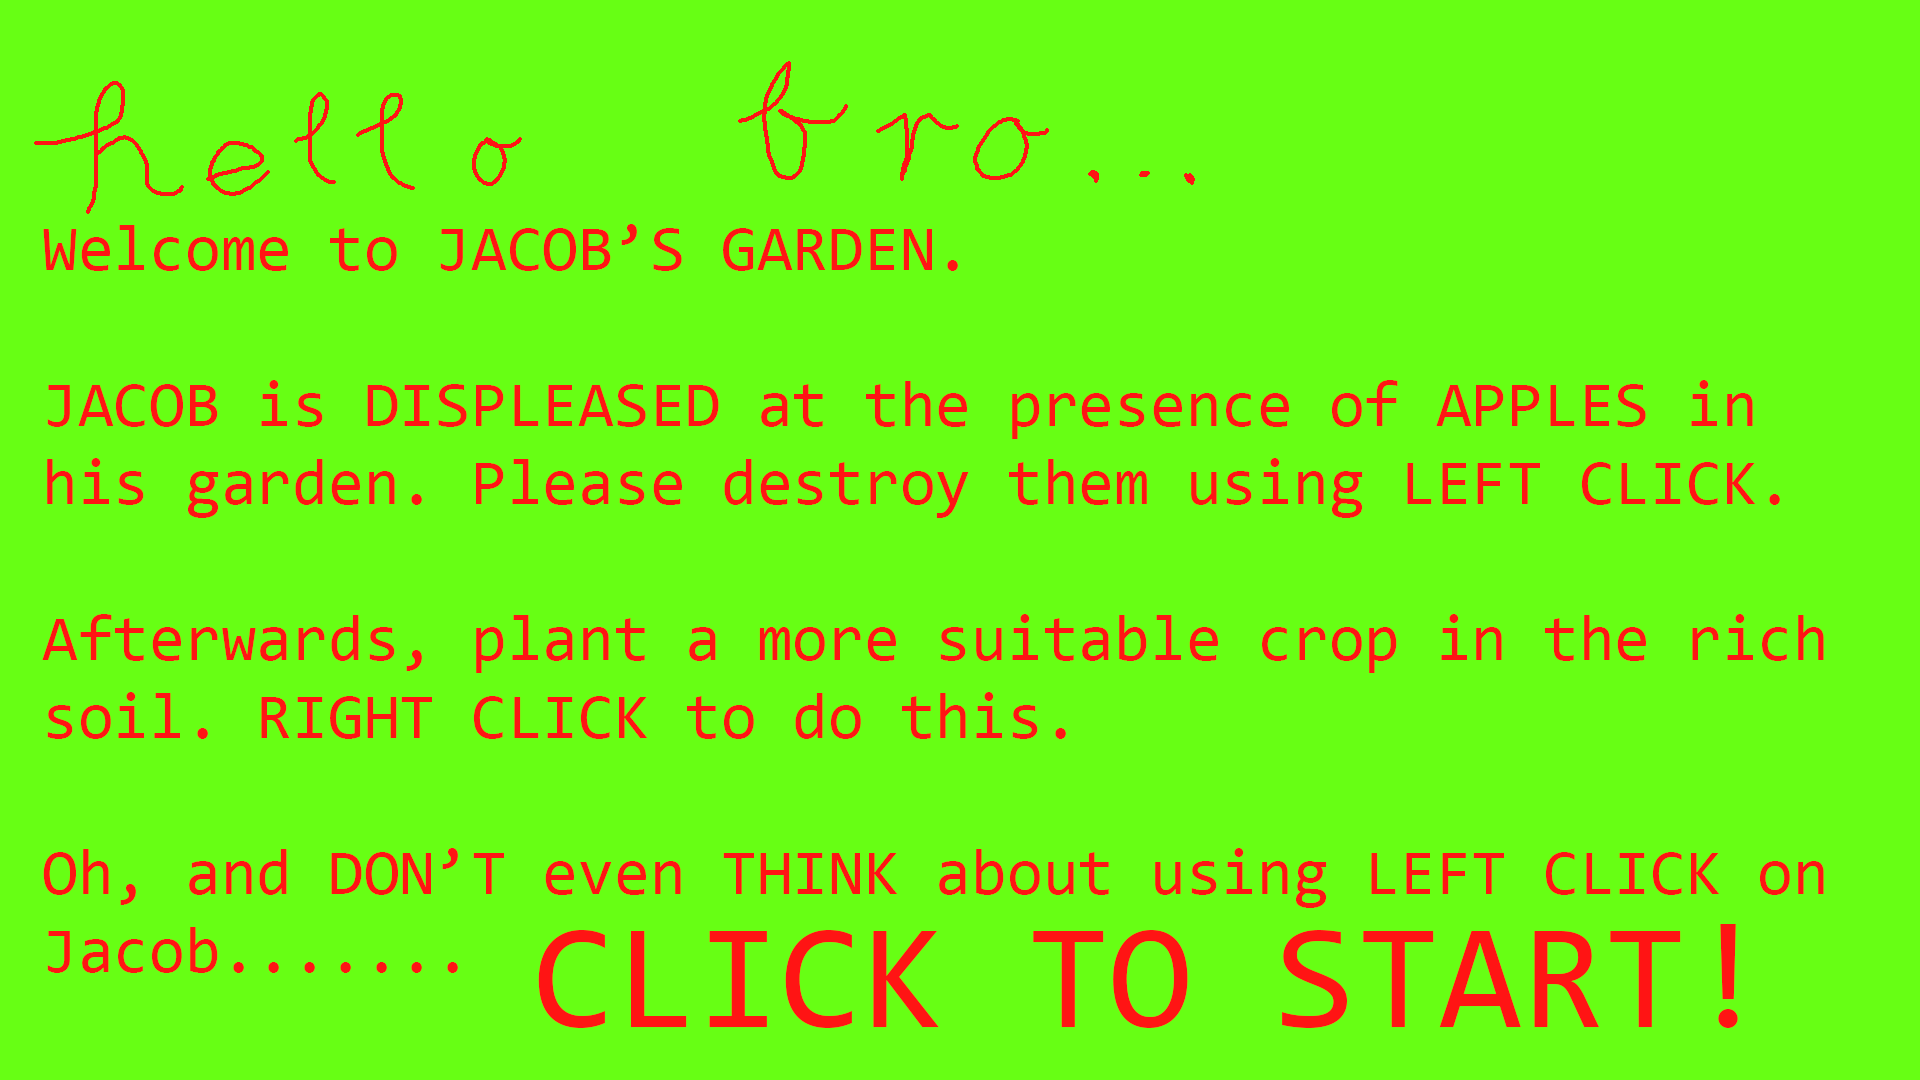 hello bro...
Welcome to JACOB’S GARDEN.
JACOB is DISPLEASED at the presence of APPLES in
his garden. Please destroy them using LEFT CLICK.
Afterwards, plant a more suitable crop in the rich
soil. RIGHT CLICK to do this.
Oh, and DON’T even THINK about using LEFT CLICK on
Jacob.......
CLICK TO START!